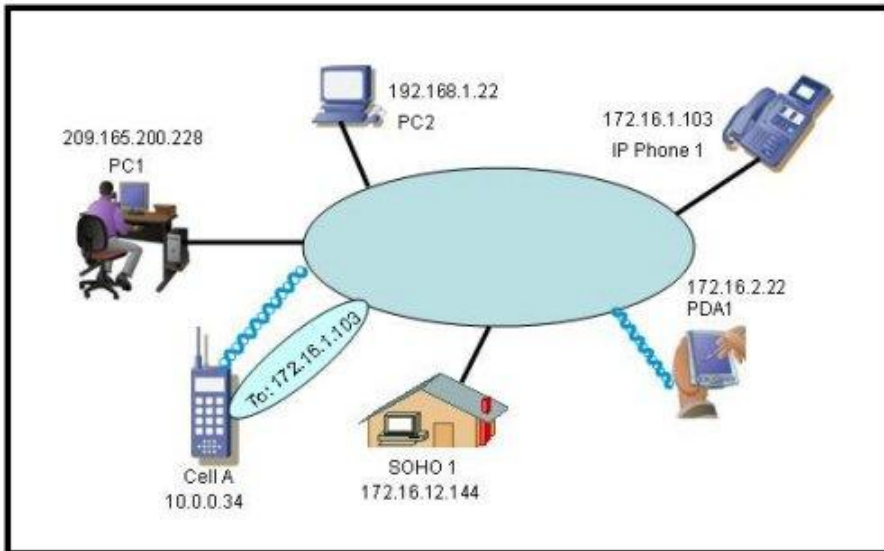 192.168.1.22
PC2
172.16.1.103
IP Phone 1
209.165.200.228
PC1
172.16.2.22
PDA1
To: 172.16.1.103
Cell A
10.0.0.34
SOHO 1
172.16.12.144